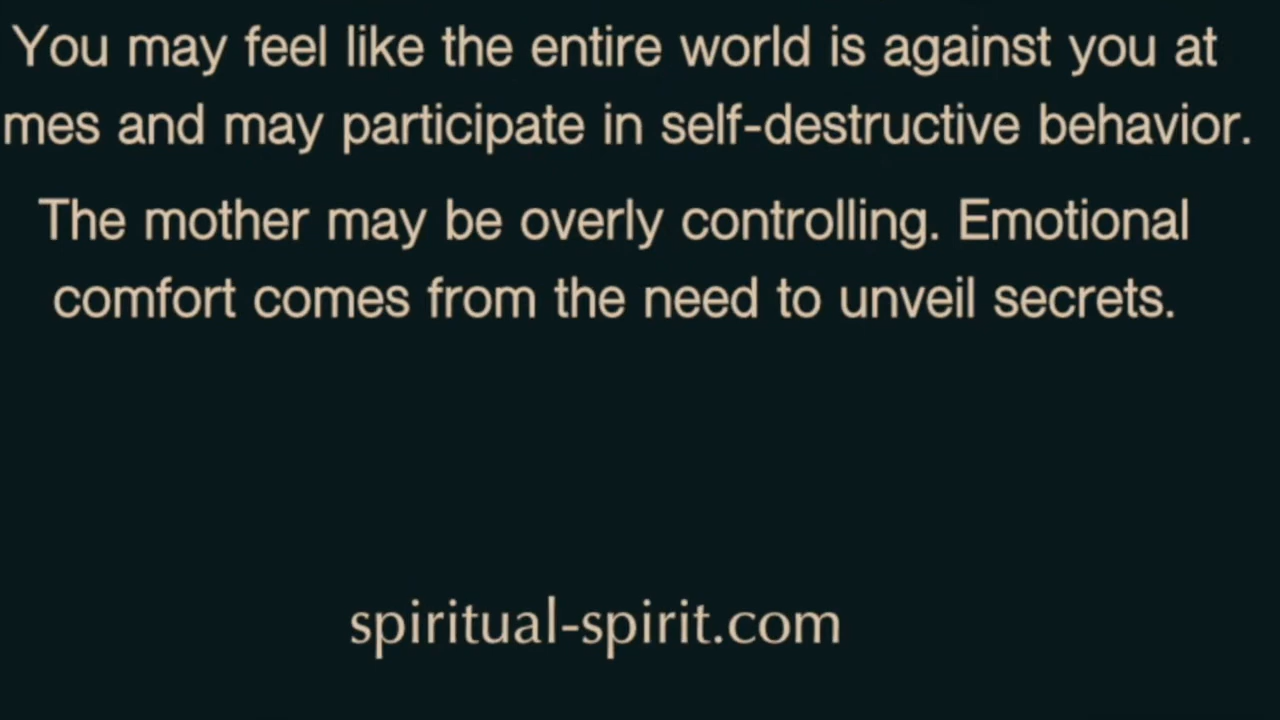 You may feel like the entire world is against you at
mes and may participate in self-destructive behavior.
The mother may be overly controlling. Emotional
comfort comes from the need to unveil secrets.
spiritual-spirit.com